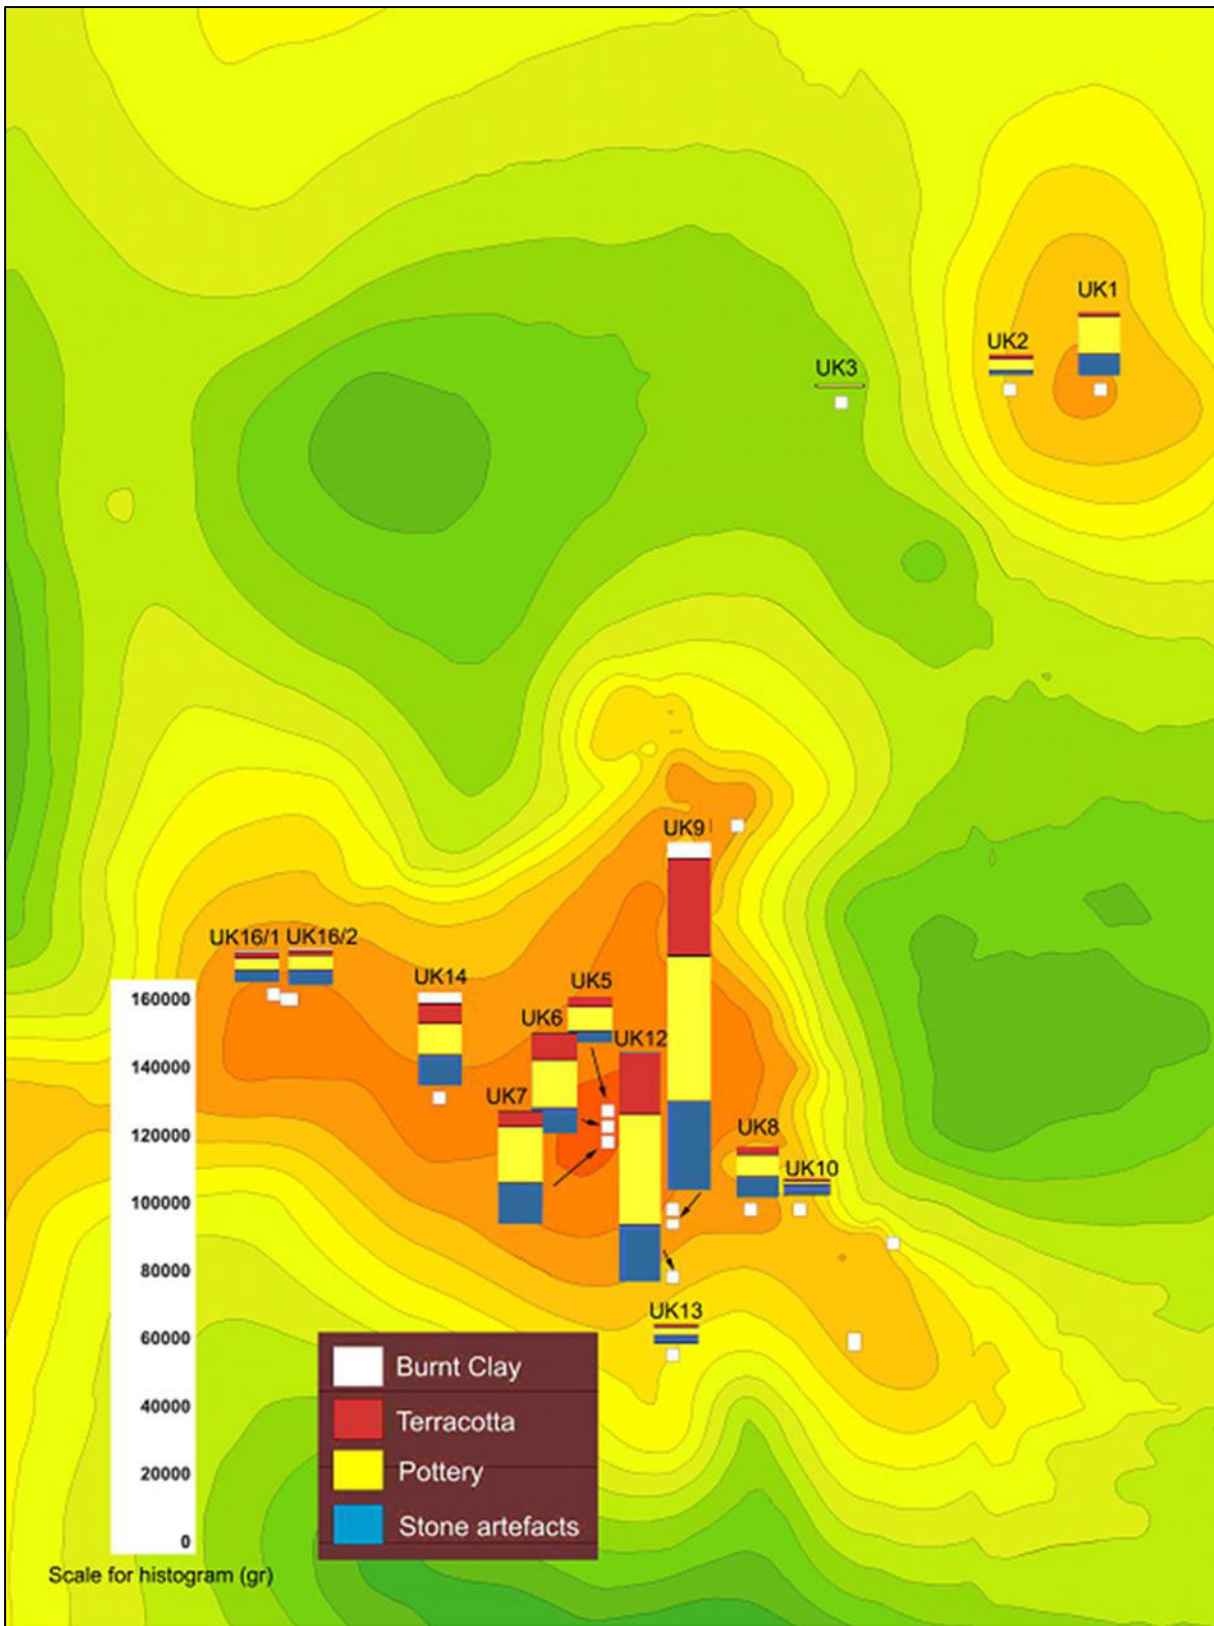 UK1
UK2
UK3
UK9
UK16/1 UK16/2
UK14
UK5
UK6
UK12
UK7
UK8
UK10
UK13
160000
140000
120000
100000
80000
60000
40000
20000
0
Scale for histogram (gr)
Burnt Clay
Terracotta
Pottery
Stone artefacts